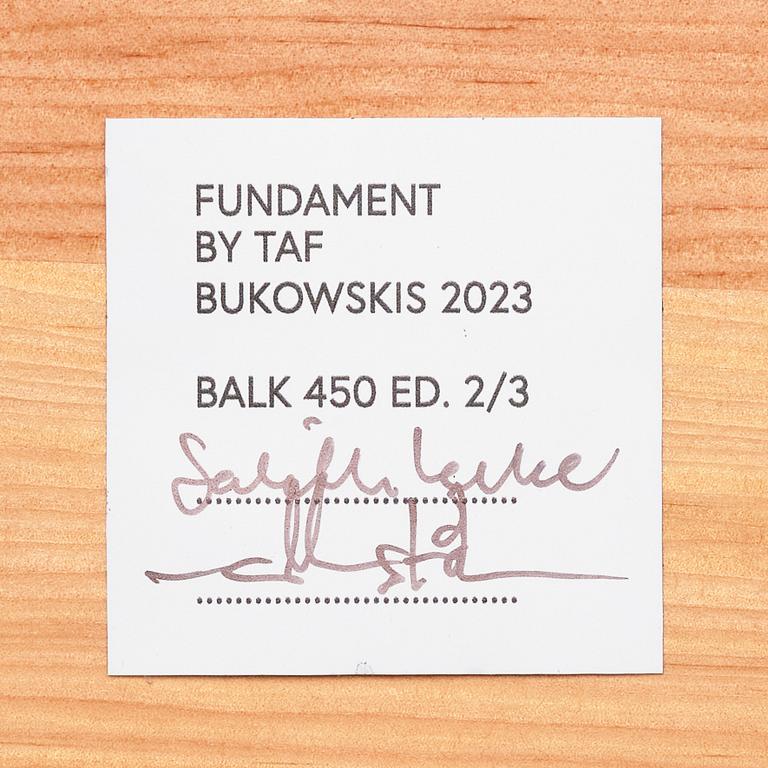 FUNDAMENT
BY TAF
BUKOWSKIS 2023
BALK 450 ED. 2/3